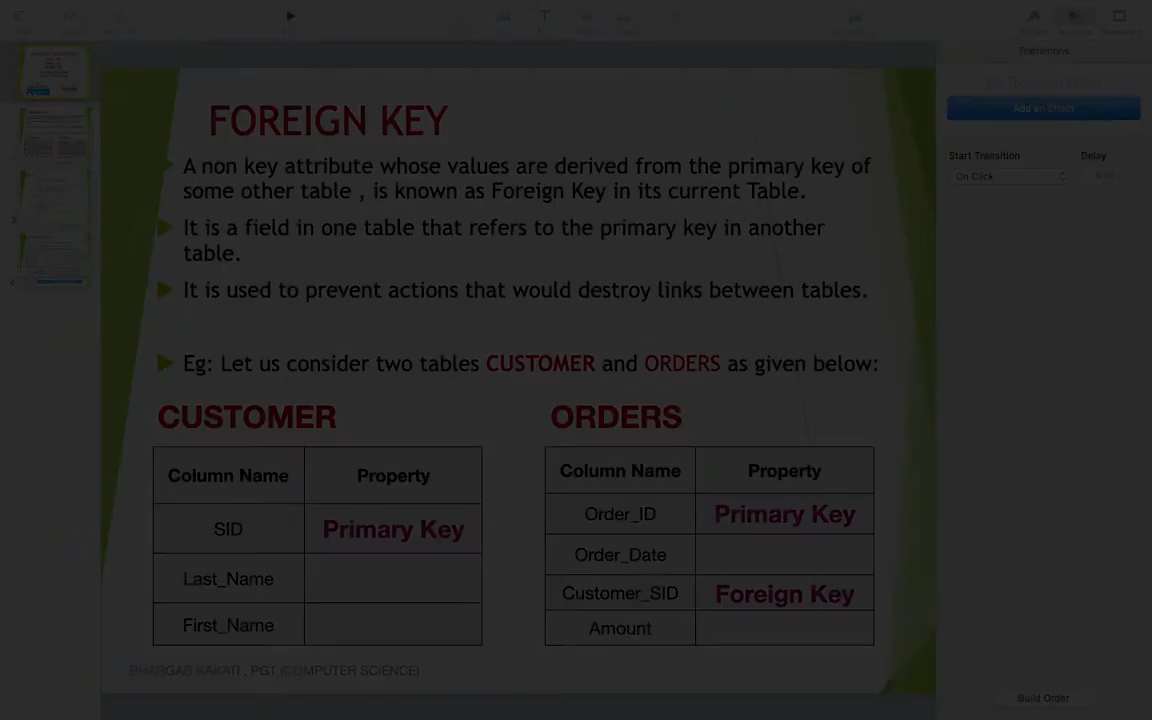 Transitions
Add an Effect
Start Transition
Delay
On Click
FOREIGN KEY
A non key attribute whose values are derived from the primary key of
some other table , is known as Foreign Key in its current Table.
It is a field in one table that refers to the primary key in another
table.
It is used to prevent actions that would destroy links between tables.
Eg: Let us consider two tables CUSTOMER and ORDERS as given below:
CUSTOMER
Column Name Property
SID Primary Key
Last_Name
First_Name
ORDERS
Column Name Property
Order_ID Primary Key
Order_Date
Customer_SID Foreign Key
Amount
BHARGAB KAKATI , PGT (COMPUTER SCIENCE)
Build Order